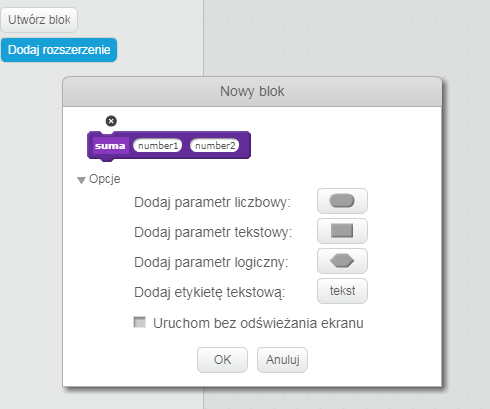 Utwórz blok
Dodaj rozszerzenie
Nowy blok
suma number1 number2
Opcje
Dodaj parametr liczbowy:
Dodaj parametr tekstowy:
Dodaj parametr logiczny:
Dodaj etykietę tekstową: tekst
Uruchom bez odświeżania ekranu
OK Anuluj